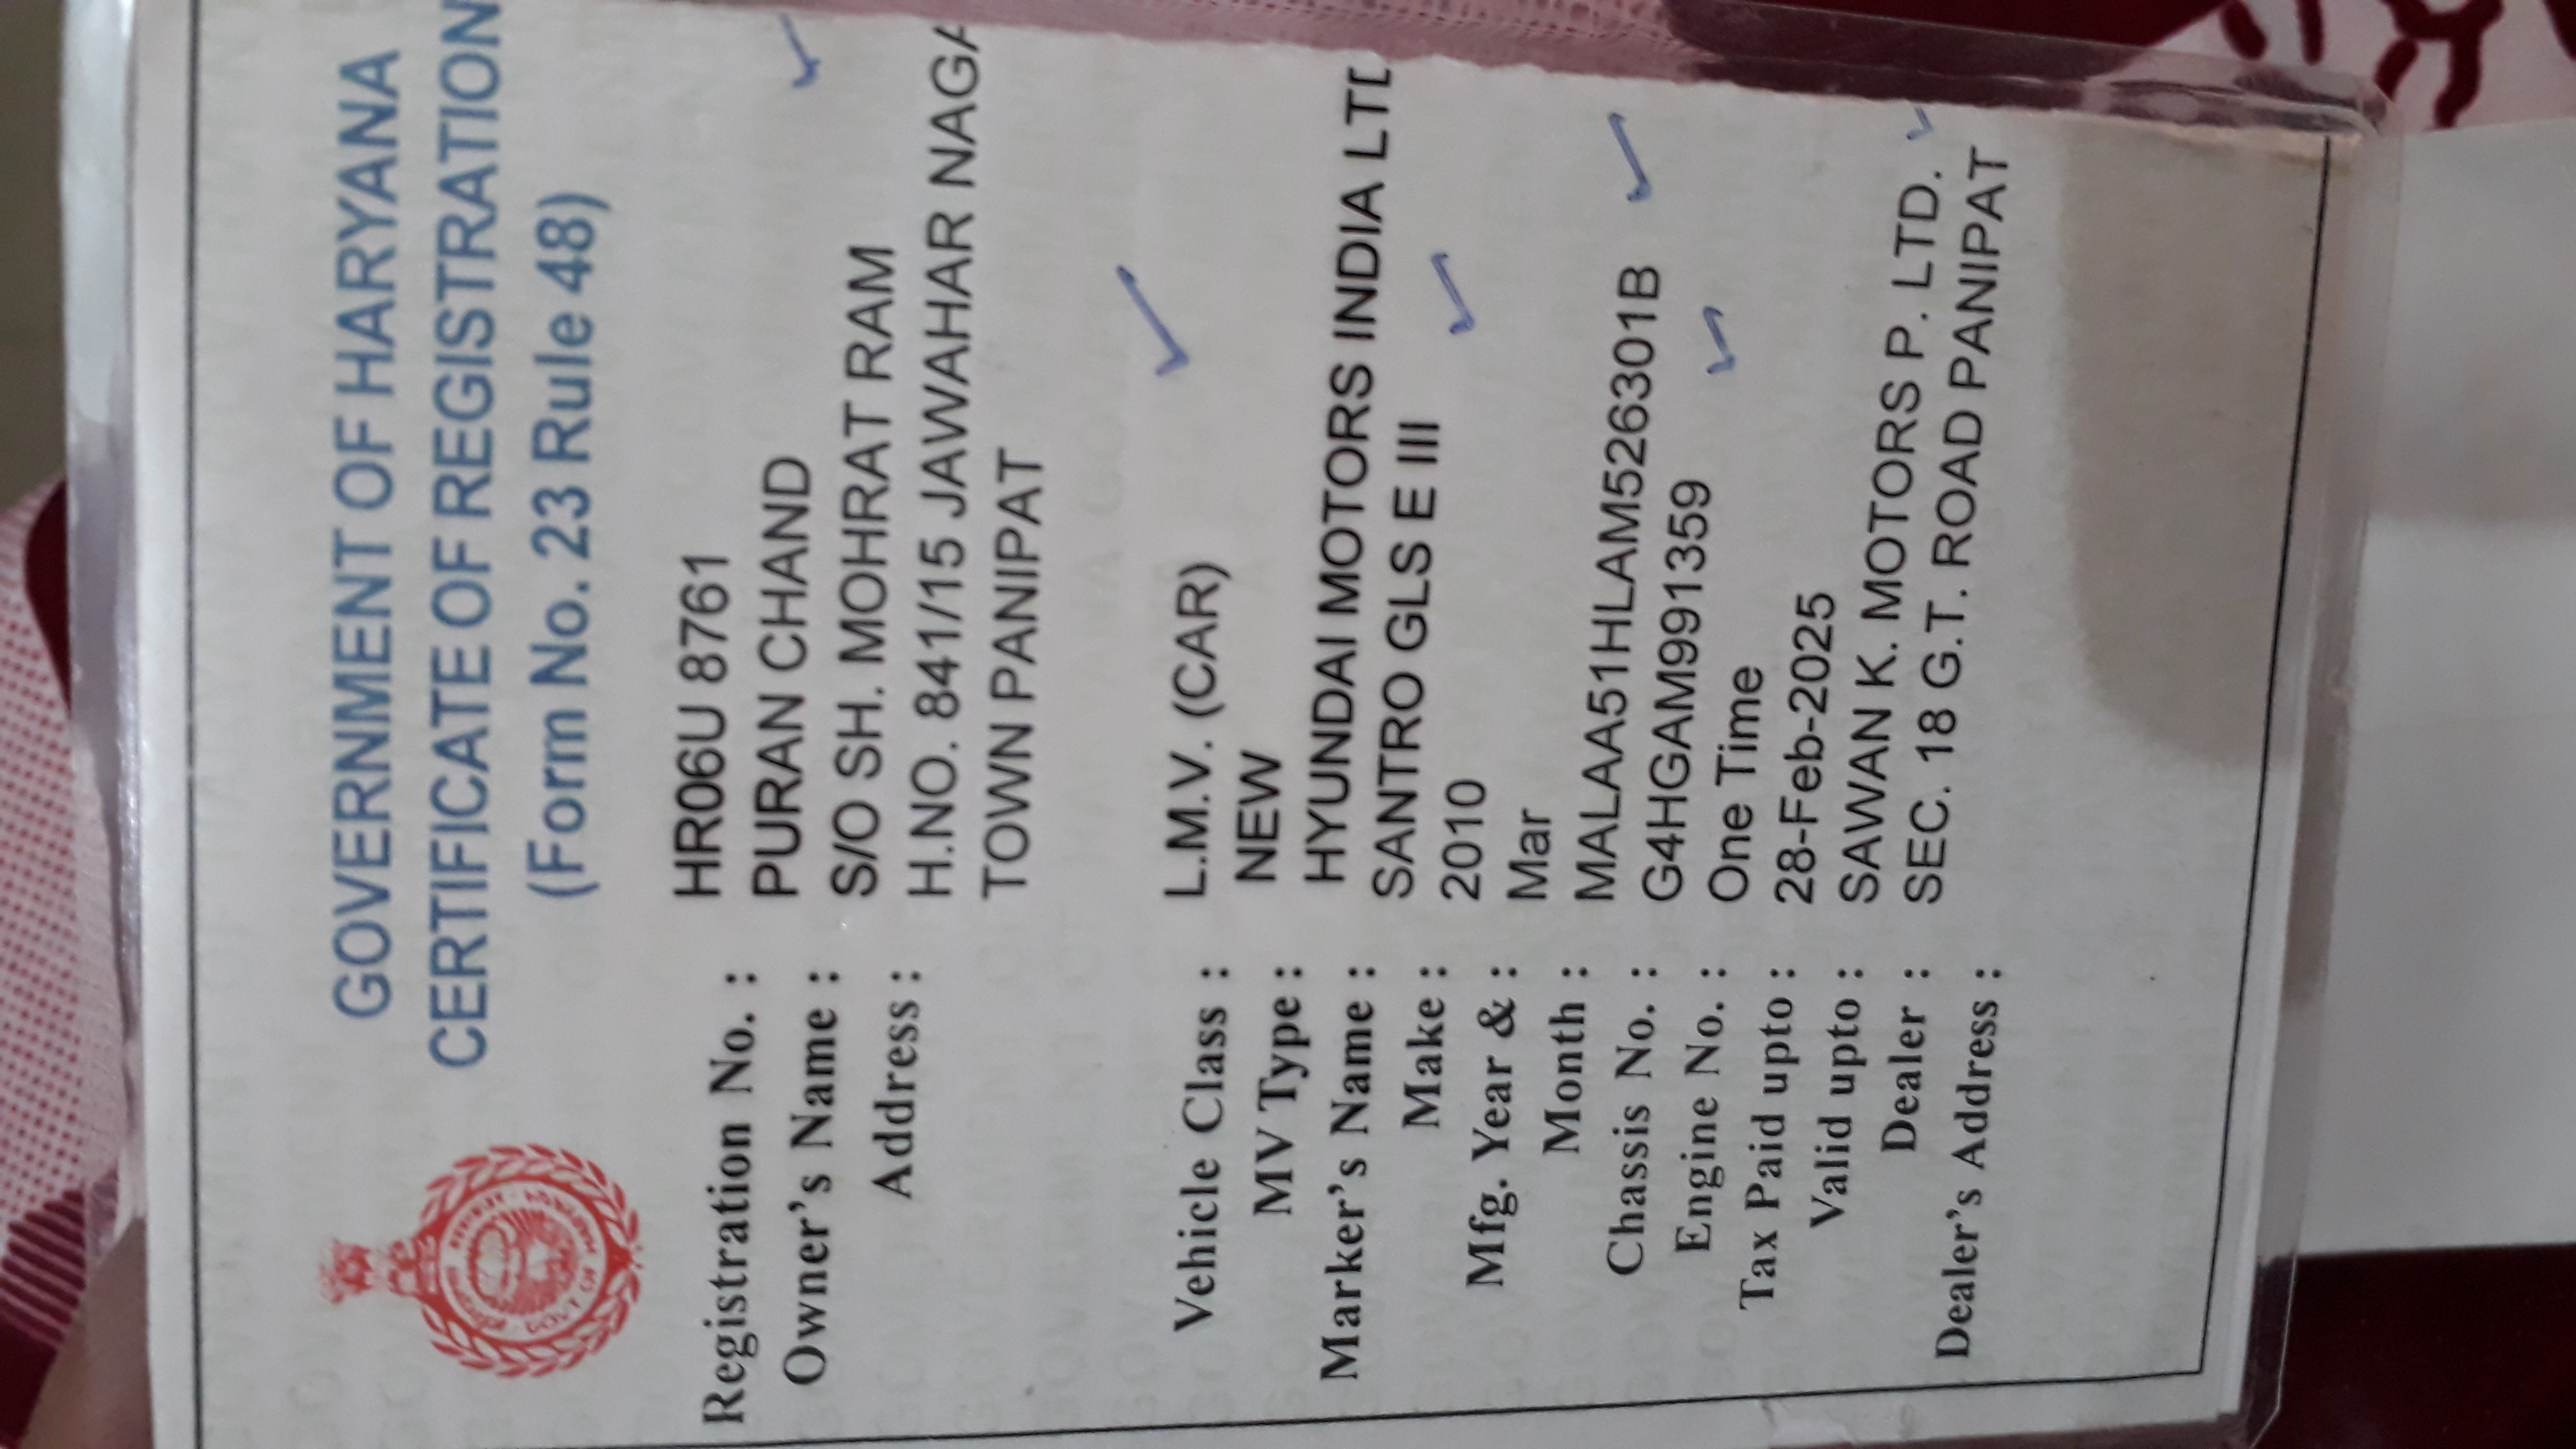 GOVERNMENT OF HARYANA
CERTIFICATE OF REGISTRATION
(Form No. 23 Rule 48)
Registration No. : HR06U 8761
Owner's Name : PURAN CHAND
S/O SH. MOHRAT RAM
Address : H.NO. 841/15 JAWAHAR NAGA
TOWN PANIPAT
Vehicle Class : L.M.V. (CAR)
MV Type : NEW
Marker's Name : HYUNDAI MOTORS INDIA LTD
Make : SANTRO GLS E III
Mfg. Year & : 2010
Month : Mar
Chassis No. : MALAA51HLAM526301B
Engine No. : G4HGAM991359
Tax Paid upto : One Time
Valid upto : 28-Feb-2025
Dealer : SAWAN K. MOTORS P. LTD.
Dealer's Address : SEC. 18 G.T. ROAD PANIPAT